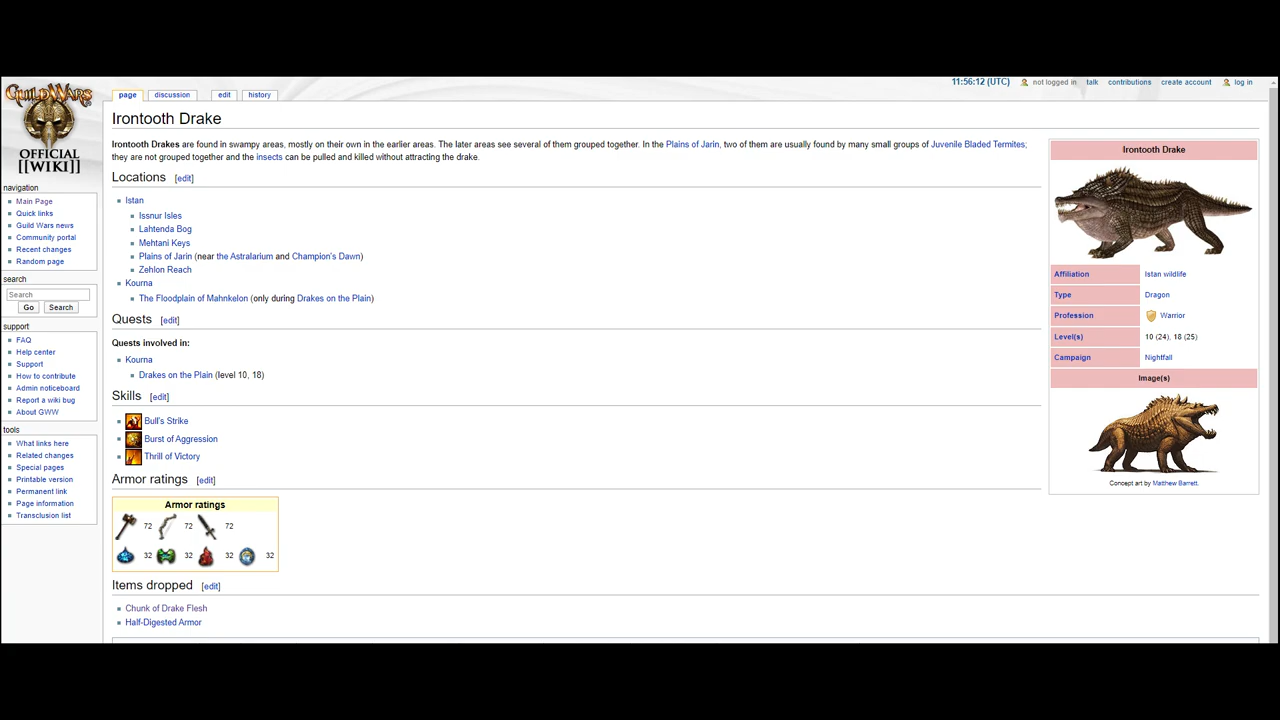 11:56:12 (UTC) not logged in talk contributions create account log in
GUILD WARS
OFFICIAL
[[WIKI]]
page discussion edit history
Irontooth Drake
Irontooth Drakes are found in swampy areas, mostly on their own in the earlier areas. The later areas see several of them grouped together. In the Plains of Jarin, two of them are usually found by many small groups of Juvenile Bladed Termites;
they are not grouped together and the insects can be pulled and killed without attracting the drake.
Locations [edit]
Istan
Issnur Isles
Lahtenda Bog
Mehtani Keys
Plains of Jarin (near the Astralarium and Champion's Dawn)
Zehlon Reach
Kourna
The Floodplain of Mahnkelon (only during Drakes on the Plain)
Quests [edit]
Quests involved in:
Kourna
Drakes on the Plain (level 10, 18)
Skills [edit]
Bull's Strike
Burst of Aggression
Thrill of Victory
Armor ratings [edit]
Armor ratings
72 72 72
32 32 32 32
Items dropped [edit]
Chunk of Drake Flesh
Half-Digested Armor
Irontooth Drake
Affiliation Istan wildlife
Type Dragon
Profession Warrior
Level(s) 10 (24), 18 (25)
Campaign Nightfall
Image(s)
Concept art by Matthew Barrett.
navigation
Main Page
Quick links
Guild Wars news
Community portal
Recent changes
Random page
search
Search
Go Search
support
FAQ
Help center
Support
How to contribute
Admin noticeboard
Report a wiki bug
About GWW
tools
What links here
Related changes
Special pages
Printable version
Permanent link
Page information
Transclusion list